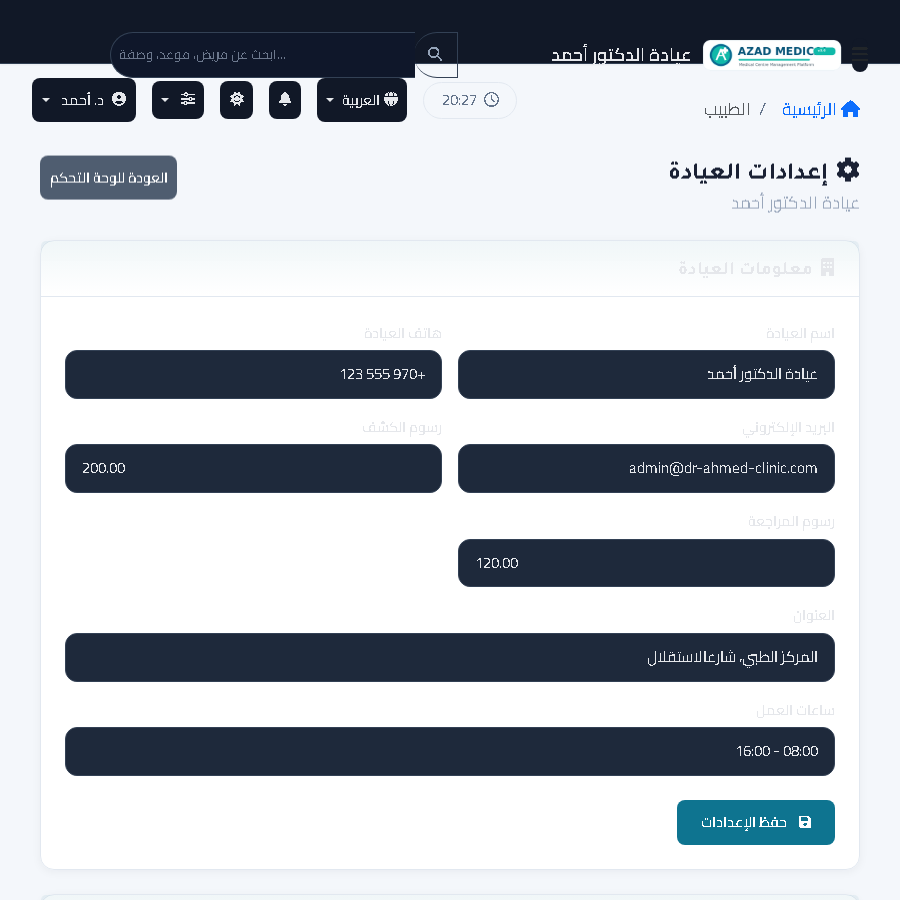 AZAD MEDIC
Medical Centre Management Platform
عيادة الدكتور أحمد
ابحث عن مريض، موعد، وصفة...
الرئيسية / الطبيب
20:27
العربية
د. أحمد
إعدادات العيادة
عيادة الدكتور أحمد
العودة للوحة التحكم
معلومات العيادة
اسم العيادة
هاتف العيادة
عيادة الدكتور أحمد
+970 555 123
البريد الإلكتروني
رسوم الكشف
admin@dr-ahmed-clinic.com
200.00
رسوم المراجعة
120.00
العنوان
المركز الطبي، شارع الاستقلال
ساعات العمل
08:00 - 16:00
حفظ الإعدادات